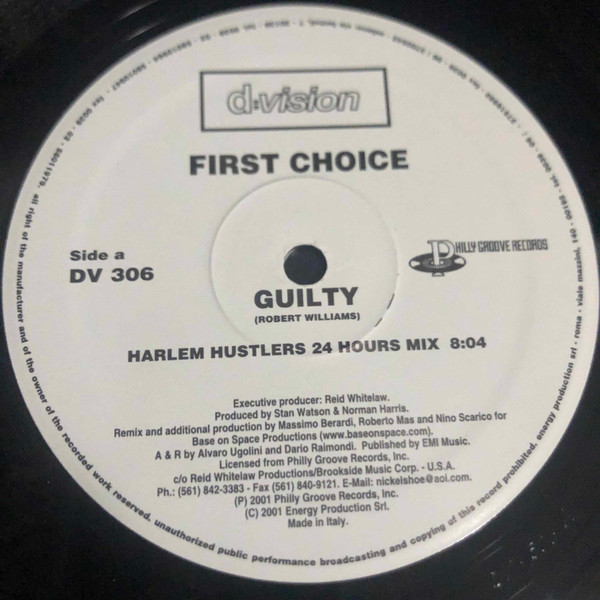 d:vision
FIRST CHOICE
Side a
DV 306
PHILLY GROOVE RECORDS
GUILTY
(ROBERT WILLIAMS)
HARLEM HUSTLERS 24 HOURS MIX 8:04
Executive producer: Reid Whitelaw.
Produced by Stan Watson & Norman Harris.
Remix and additional production by Massimo Berardi, Roberto Mas and Nino Scarico for
Base on Space Productions (www.baseonspace.com).
A & R by Alvaro Ugolini and Dario Raimondi. Published by EMI Music.
Licensed from Philly Groove Records, Inc.
c/o Reid Whitelaw Productions/Brookside Music Corp. - U.S.A.
Ph.: (561) 842-3383 - Fax (561) 840-9121. E-Mail: nickelshoe@aol.com.
(P) 2001 Philly Groove Records, Inc.
(C) 2001 Energy Production Srl.
Made in Italy.
all right of the manufacturer and of the owner of the recorded work reserved. unauthorized public performance broadcasting and copying of this record prohibited. energy production srl - roma - viale mazzini,